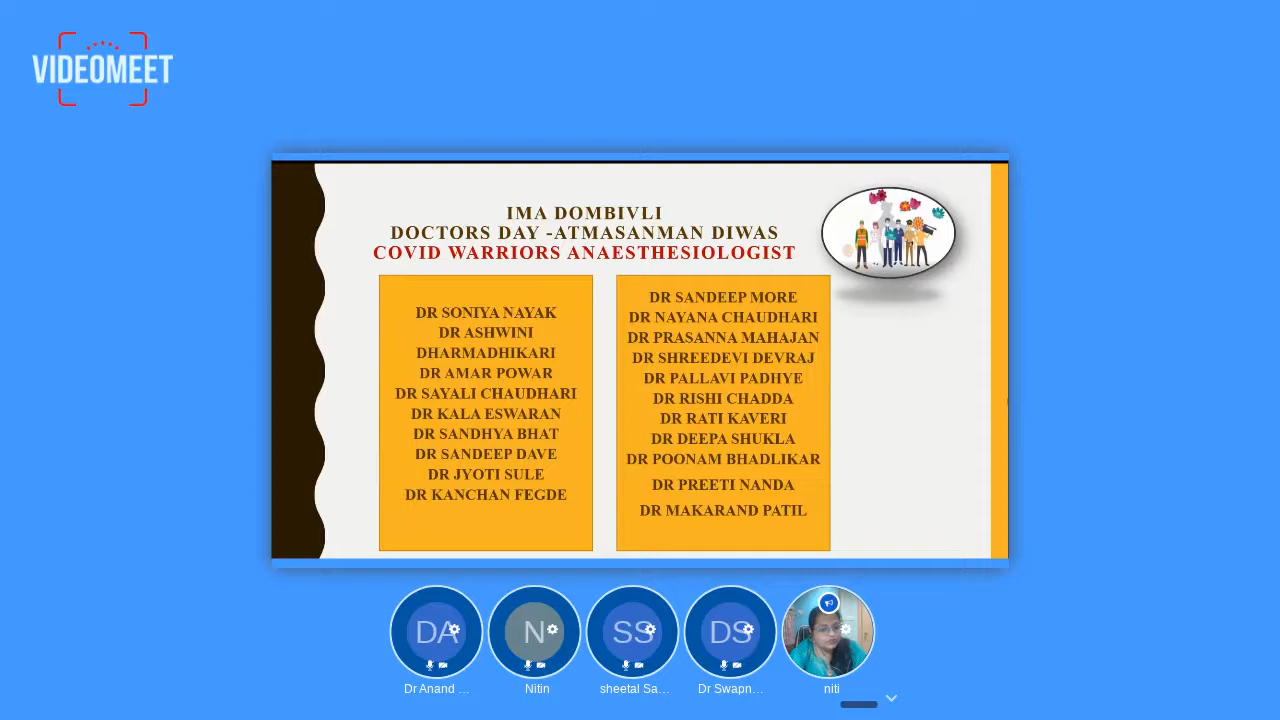 VIDEOMEET
IMA DOMBIVLI
DOCTORS DAY -ATMASANMAN DIWAS
COVID WARRIORS ANAESTHESIOLOGIST
DR SONIYA NAYAK
DR ASHWINI
DHARMADHIKARI
DR AMAR POWAR
DR SAYALI CHAUDHARI
DR KALA ESWARAN
DR SANDHYA BHAT
DR SANDEEP DAVE
DR JYOTI SULE
DR KANCHAN FEGDE
DR SANDEEP MORE
DR NAYANA CHAUDHARI
DR PRASANNA MAHAJAN
DR SHREEDEVI DEVRAJ
DR PALLAVI PADHYE
DR RISHI CHADDA
DR RATI KAVERI
DR DEEPA SHUKLA
DR POONAM BHADLIKAR
DR PREETI NANDA
DR MAKARAND PATIL
DA
N
SS
DS
Dr Anand ...
Nitin
sheetal Sa...
Dr Swapn...
niti